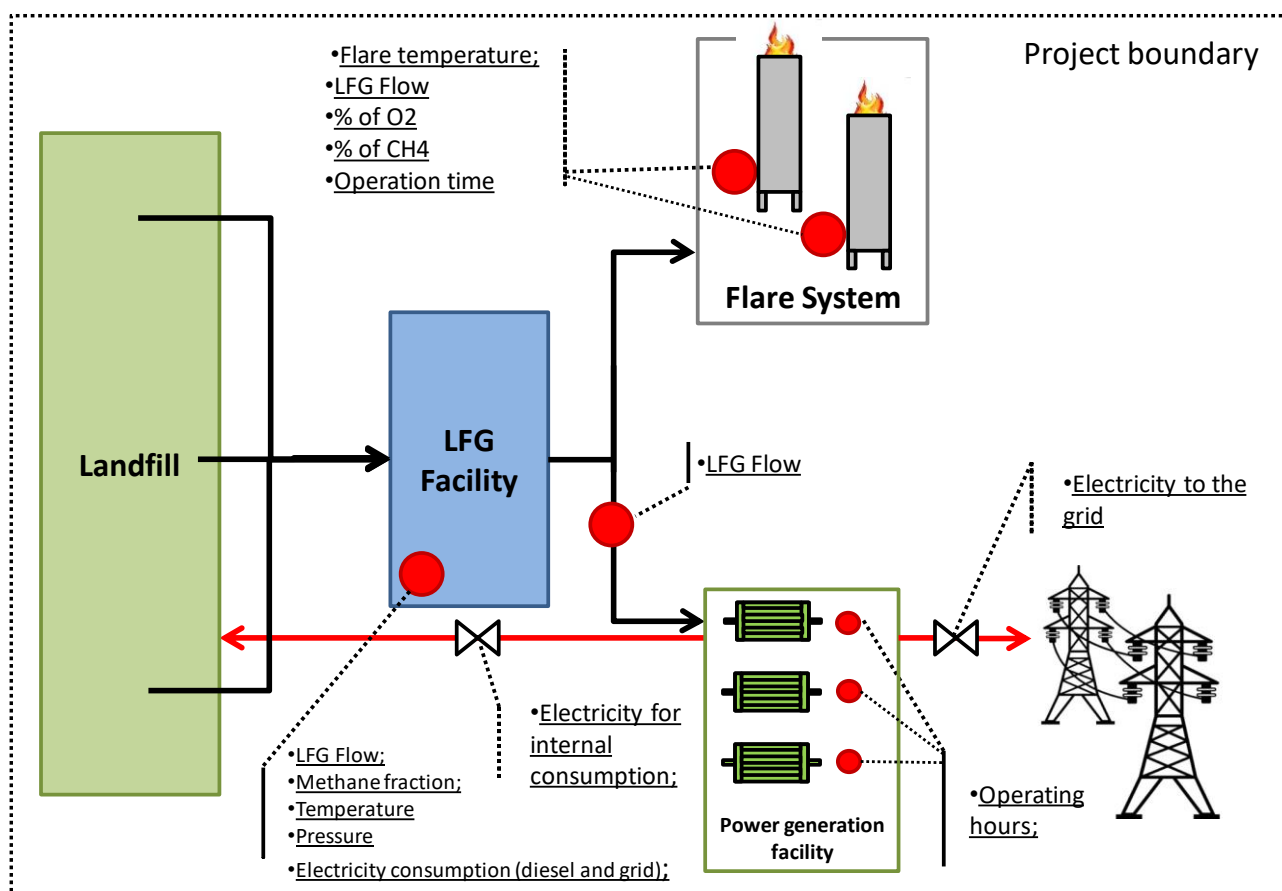 Project boundary
•Flare temperature;
•LFG Flow
•% of O2
•% of CH4
•Operation time
Flare System
Landfill
LFG
Facility
•LFG Flow
•Electricity to the
grid
•Electricity for
internal
consumption;
•LFG Flow;
•Methane fraction;
•Temperature
•Pressure
•Electricity consumption (diesel and grid);
Power generation
facility
•Operating
hours;